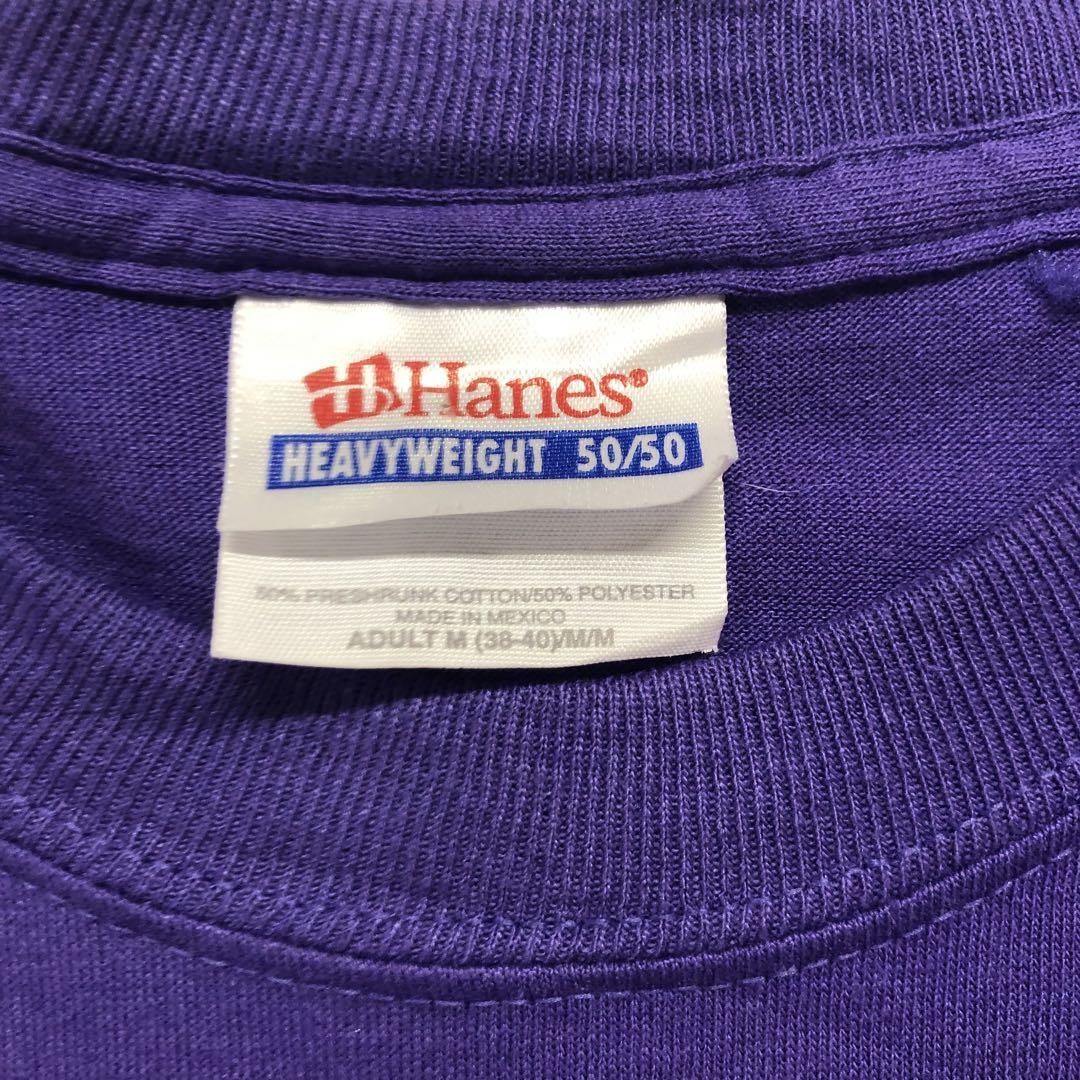 Hanes®
HEAVYWEIGHT 50/50
50% PRESHRUNK COTTON/50% POLYESTER
MADE IN MEXICO
ADULT M (38-40)/M/M